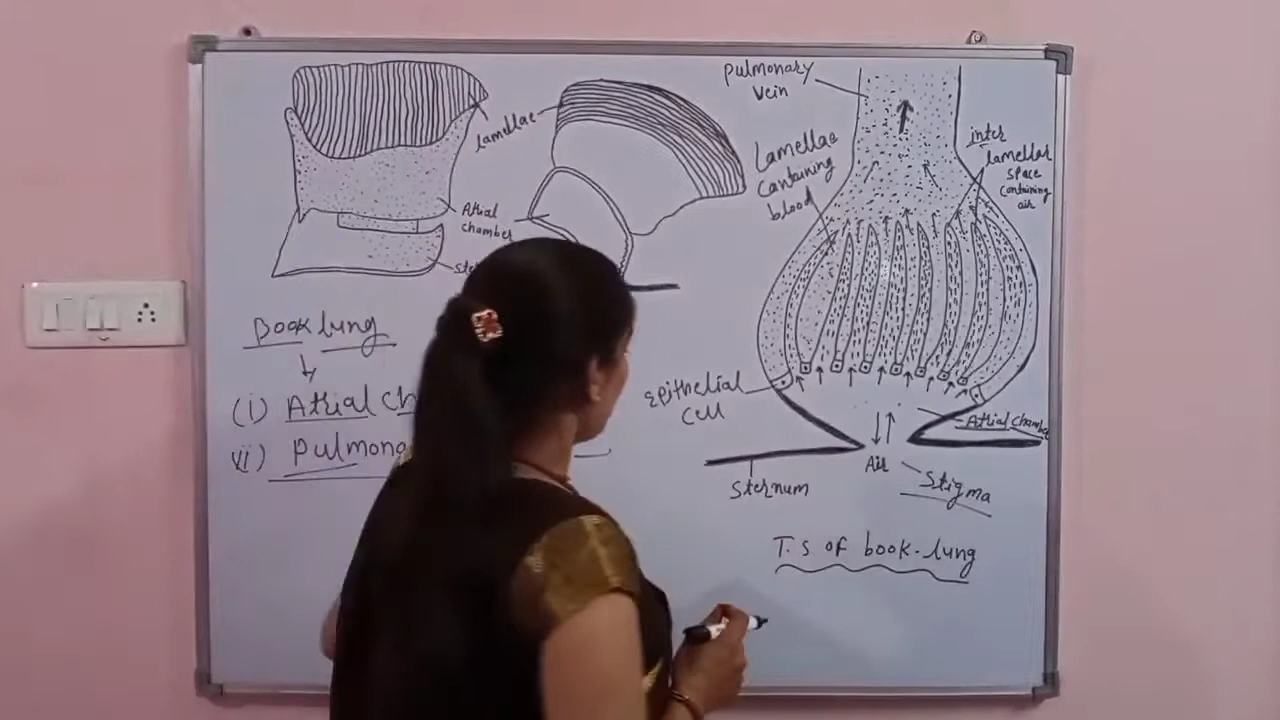 lamellae
Atrial
chamber
Book lung
(i) Atrial ch
ii) Pulmona
Pulmonary
vein
Lamellae
containing
blood
inter
lamellar
space
containing
air
Epithelial
cell
Atrial chamber
Air
Stigma
Sternum
T.S of book-lung